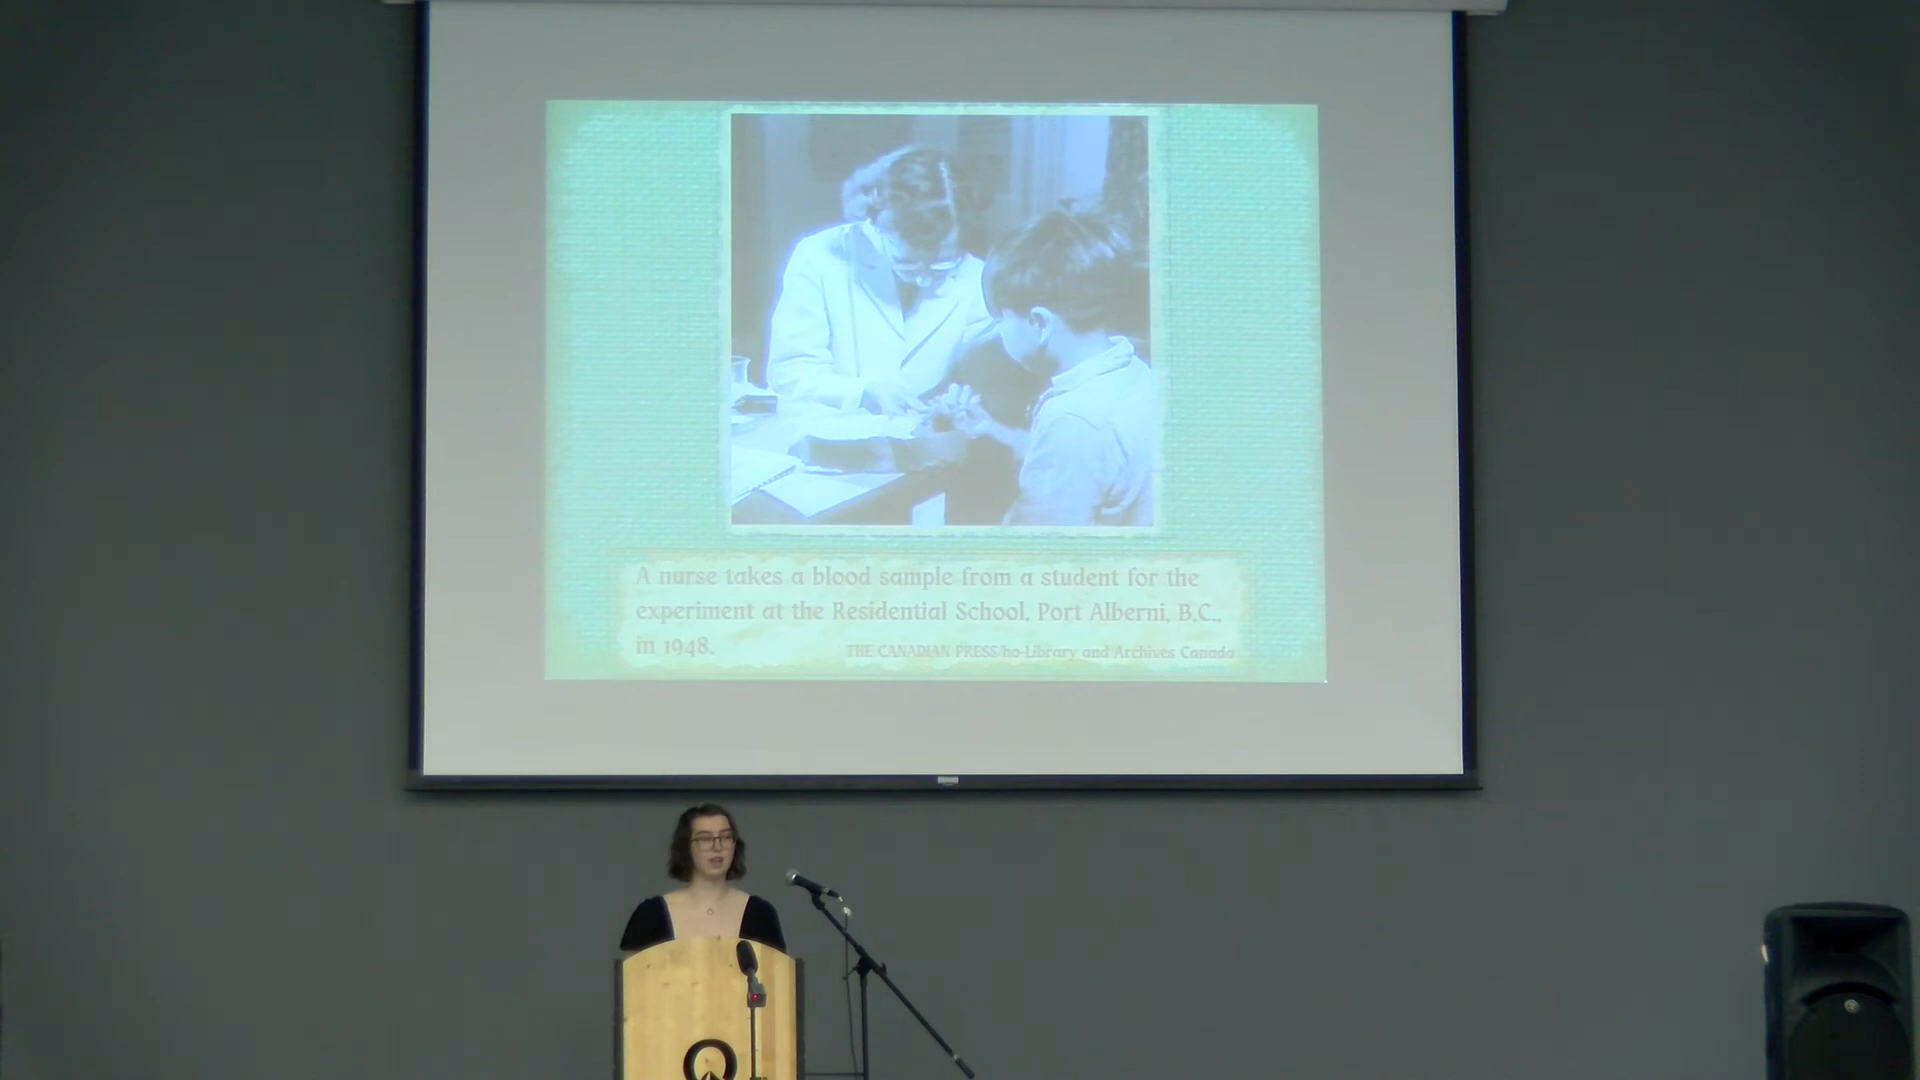 A nurse takes a blood sample from a student for the
experiment at the Residential School, Port Alberni, B.C.,
in 1948.
THE CANADIAN PRESS/ho-Library and Archives Canada